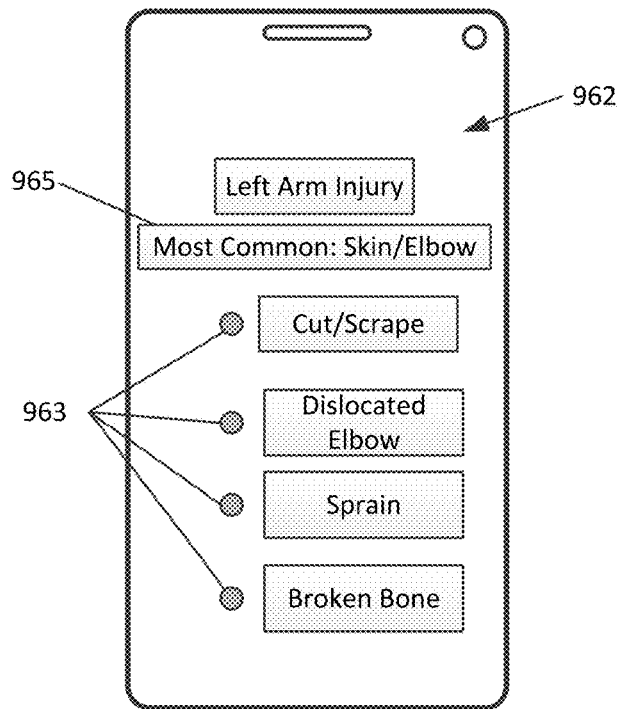 962
965
Left Arm Injury
Most Common: Skin/Elbow
Cut/Scrape
963
Dislocated
Elbow
Sprain
Broken Bone